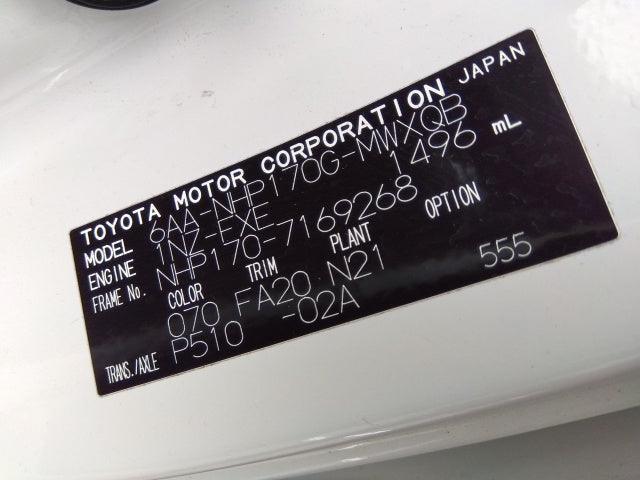 TOYOTA MOTOR CORPORATION JAPAN
MODEL 6AA-NHP170G-MWXQB
ENGINE 1NZ-EXE 1496 mL
FRAME No. NHP170-7169268
COLOR TRIM PLANT OPTION
070 FA20 N21 555
TRANS./AXLE P510 -02A